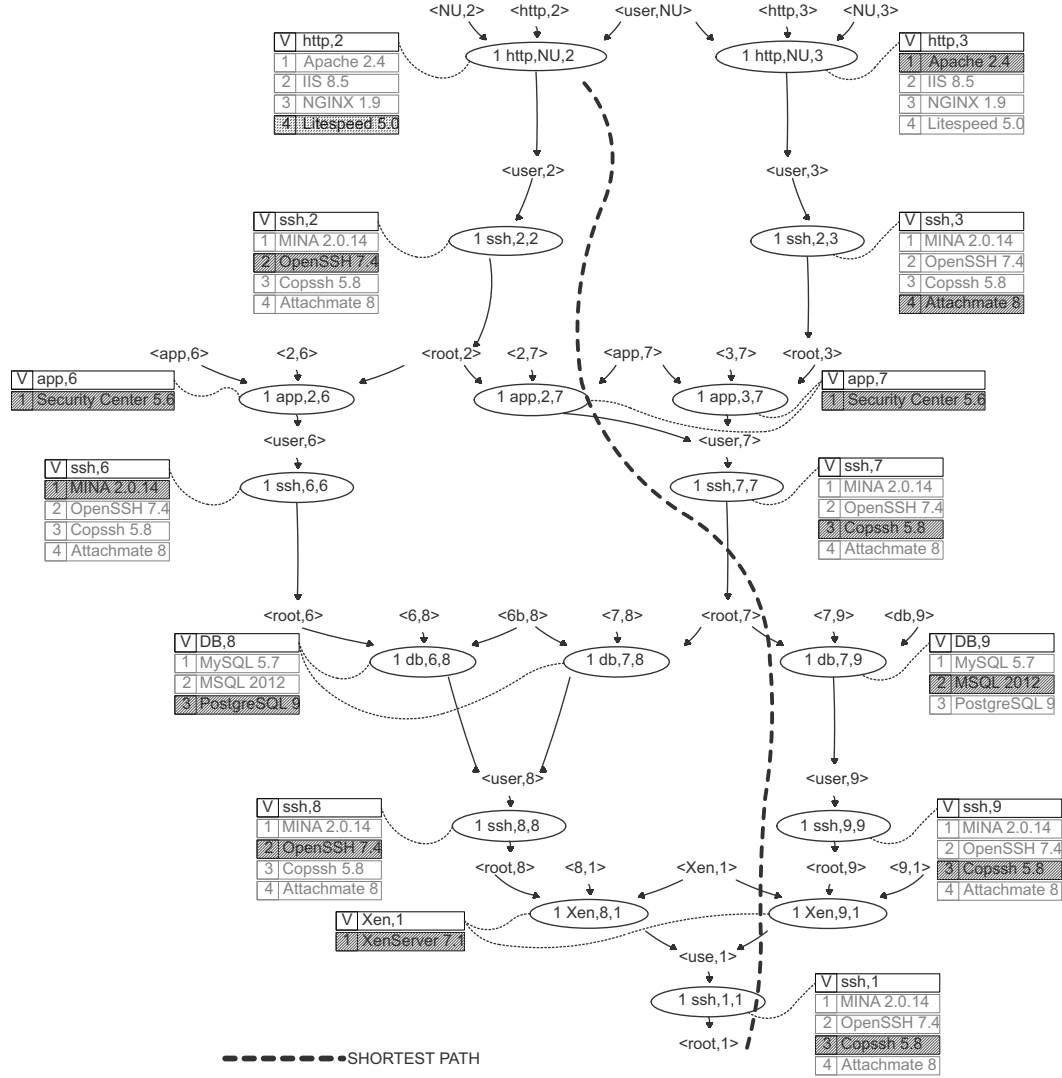 <NU,2> <http,2> <user,NU> <http,3> <NU,3>
V http,2
1 Apache 2.4
2 IIS 8.5
3 NGINX 1.9
4 Litespeed 5.0
1 http,NU,2
1 http,NU,3
V http,3
1 Apache 2.4
2 IIS 8.5
3 NGINX 1.9
4 Litespeed 5.0
<user,2>
<user,3>
V ssh,2
1 MINA 2.0.14
2 OpenSSH 7.4
3 Copssh 5.8
4 Attachmate 8
1 ssh,2,2
1 ssh,2,3
V ssh,3
1 MINA 2.0.14
2 OpenSSH 7.4
3 Copssh 5.8
4 Attachmate 8
<app,6> <2,6> <root,2> <2,7> <app,7> <3,7> <root,3>
V app,6
1 Security Center 5.6
1 app,2,6
1 app,2,7
1 app,3,7
V app,7
1 Security Center 5.6
<user,6>
<user,7>
V ssh,6
1 MINA 2.0.14
2 OpenSSH 7.4
3 Copssh 5.8
4 Attachmate 8
1 ssh,6,6
1 ssh,7,7
V ssh,7
1 MINA 2.0.14
2 OpenSSH 7.4
3 Copssh 5.8
4 Attachmate 8
<root,6> <6,8> <6b,8> <7,8> <root,7> <7,9> <db,9>
V DB,8
1 MySQL 5.7
2 MSQL 2012
3 PostgreSQL 9
1 db,6,8
1 db,7,8
1 db,7,9
V DB,9
1 MySQL 5.7
2 MSQL 2012
3 PostgreSQL 9
<user,8>
<user,9>
V ssh,8
1 MINA 2.0.14
2 OpenSSH 7.4
3 Copssh 5.8
4 Attachmate 8
1 ssh,8,8
1 ssh,9,9
V ssh,9
1 MINA 2.0.14
2 OpenSSH 7.4
3 Copssh 5.8
4 Attachmate 8
<root,8> <8,1> <Xen,1> <root,9> <9,1>
V Xen,1
1 XenServer 7.1
1 Xen,8,1
1 Xen,9,1
<use,1>
1 ssh,1,1
V ssh,1
1 MINA 2.0.14
2 OpenSSH 7.4
3 Copssh 5.8
4 Attachmate 8
<root,1>
SHORTEST PATH